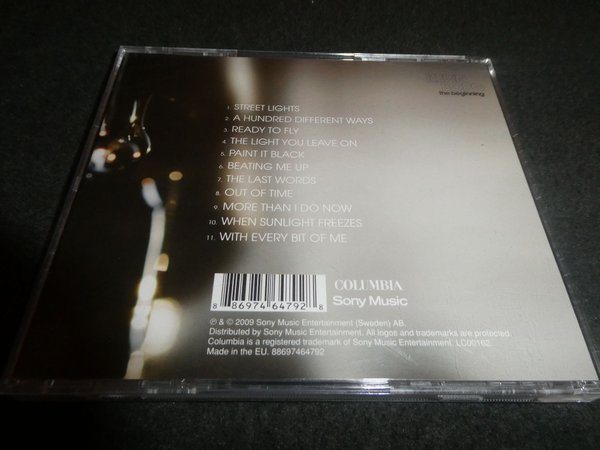 the beginning
1. STREET LIGHTS
2. A HUNDRED DIFFERENT WAYS
3. READY TO FLY
4. THE LIGHT YOU LEAVE ON
5. PAINT IT BLACK
6. BEATING ME UP
7. THE LAST WORDS
8. OUT OF TIME
9. MORE THAN I DO NOW
10. WHEN SUNLIGHT FREEZES
11. WITH EVERY BIT OF ME
8 86974 64792 8
COLUMBIA
Sony Music
℗ & © 2009 Sony Music Entertainment (Sweden) AB.
Distributed by Sony Music Entertainment. All logos and trademarks are protected.
Columbia is a registered trademark of Sony Music Entertainment. LC00162.
Made in the EU. 88697464792